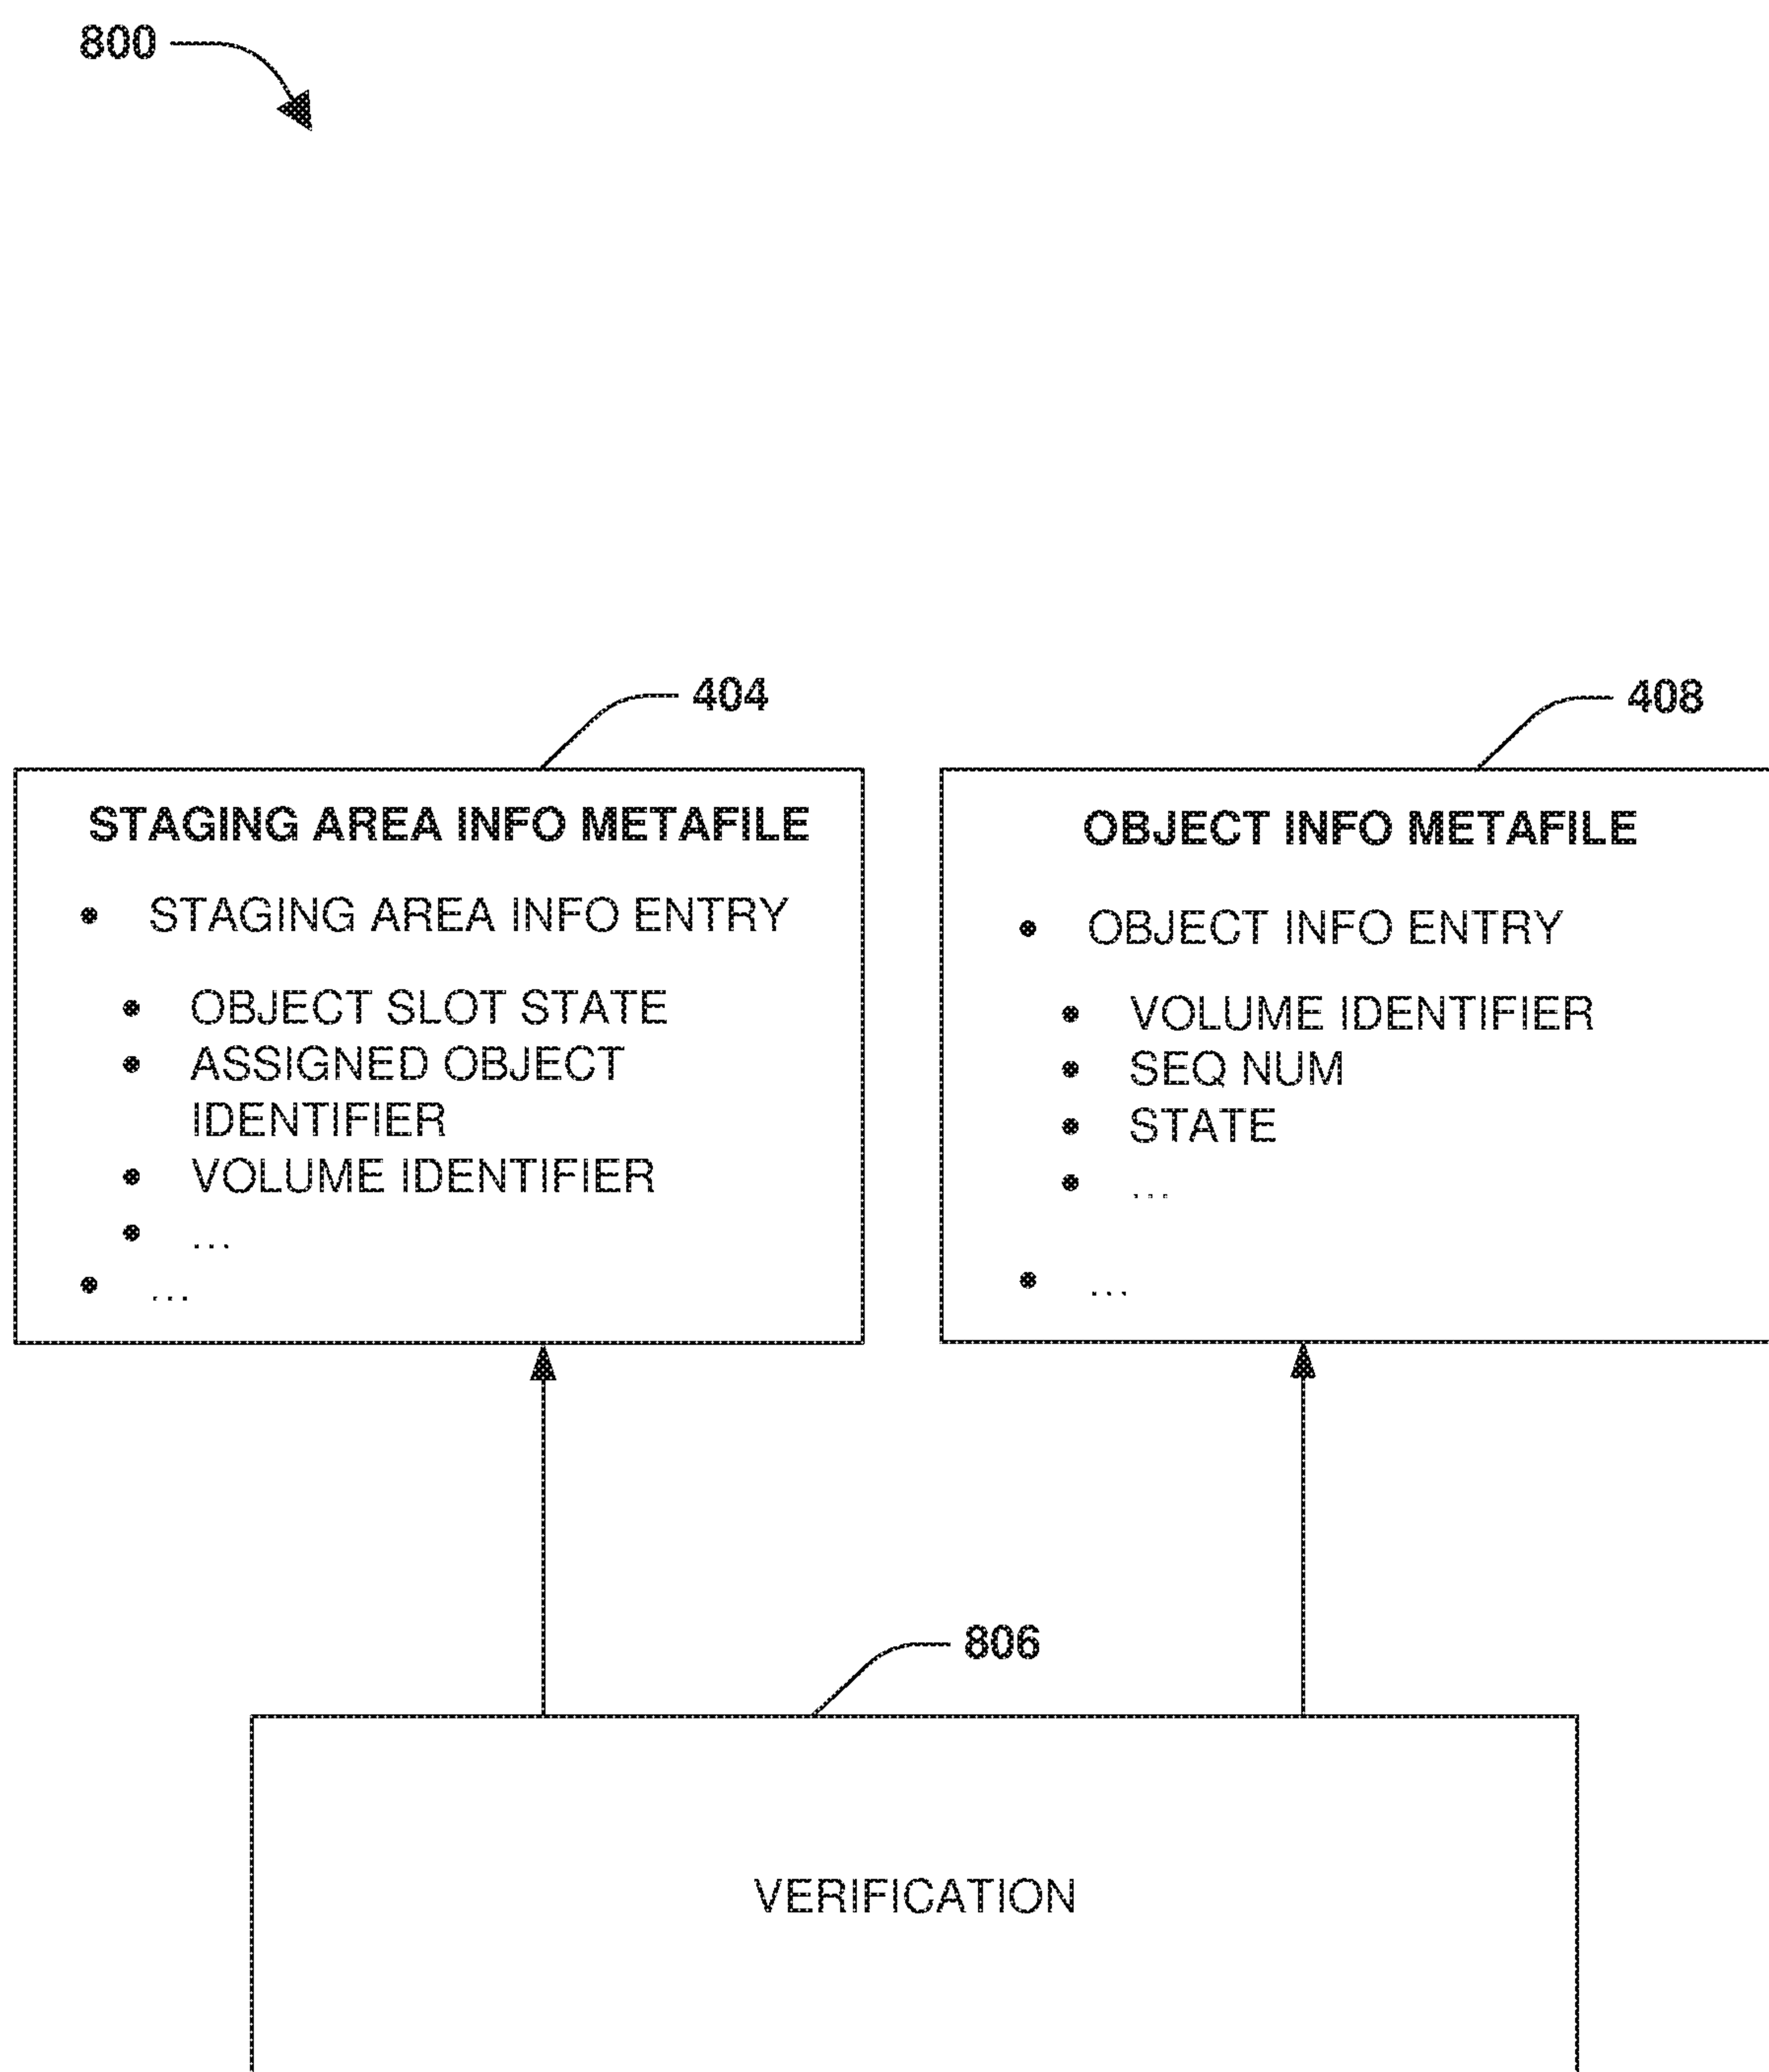 800
404
STAGING AREA INFO METAFILE
• STAGING AREA INFO ENTRY
• OBJECT SLOT STATE
• ASSIGNED OBJECT
IDENTIFIER
• VOLUME IDENTIFIER
• ...
• ...
408
OBJECT INFO METAFILE
• OBJECT INFO ENTRY
• VOLUME IDENTIFIER
• SEQ NUM
• STATE
• ...
• ...
806
VERIFICATION